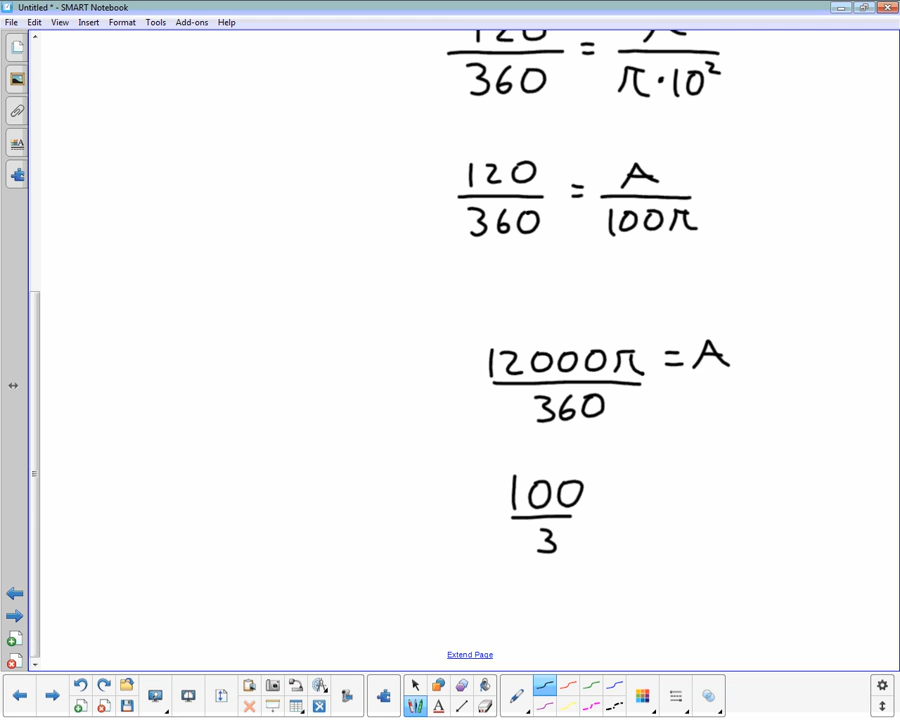 Untitled * - SMART Notebook
File Edit View Insert Format Tools Add-ons Help
120/360 = A/π·10²
120/360 = A/100π
12000π/360 = A
100/3
Extend Page